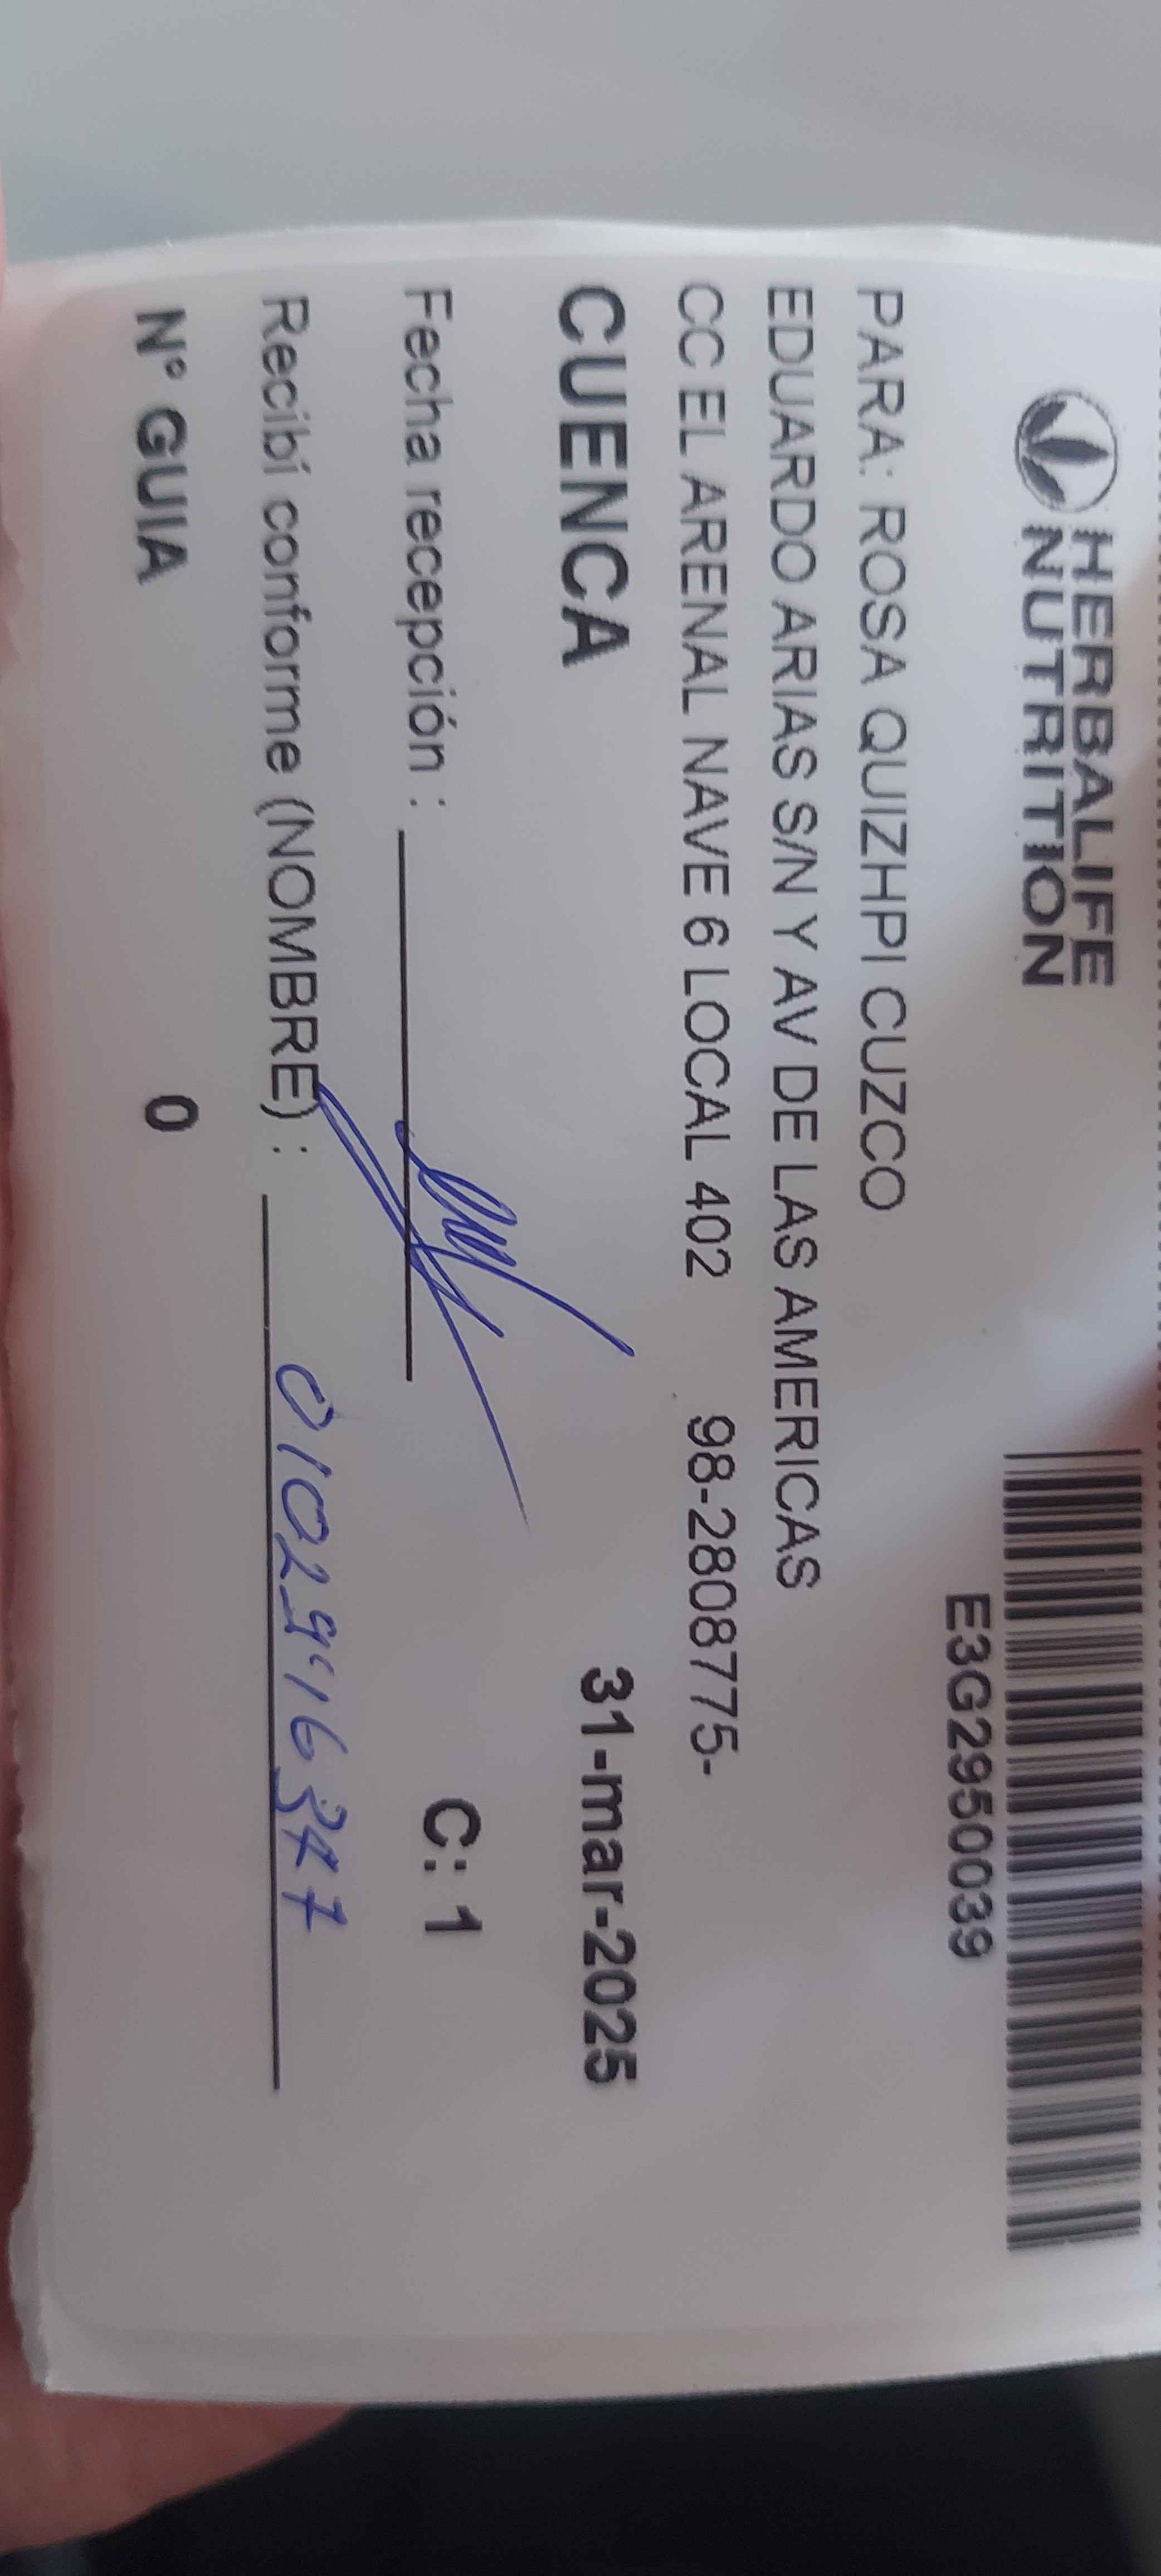 HERBALIFE
NUTRITION
E3G2950039
PARA: ROSA QUIZHPI CUZCO
EDUARDO ARIAS S/N Y AV DE LAS AMERICAS
CC EL ARENAL NAVE 6 LOCAL 402 98-2808775-
CUENCA 31-mar-2025
Fecha recepción : C: 1
Recibí conforme (NOMBRE) : 0102916347
N° GUIA 0